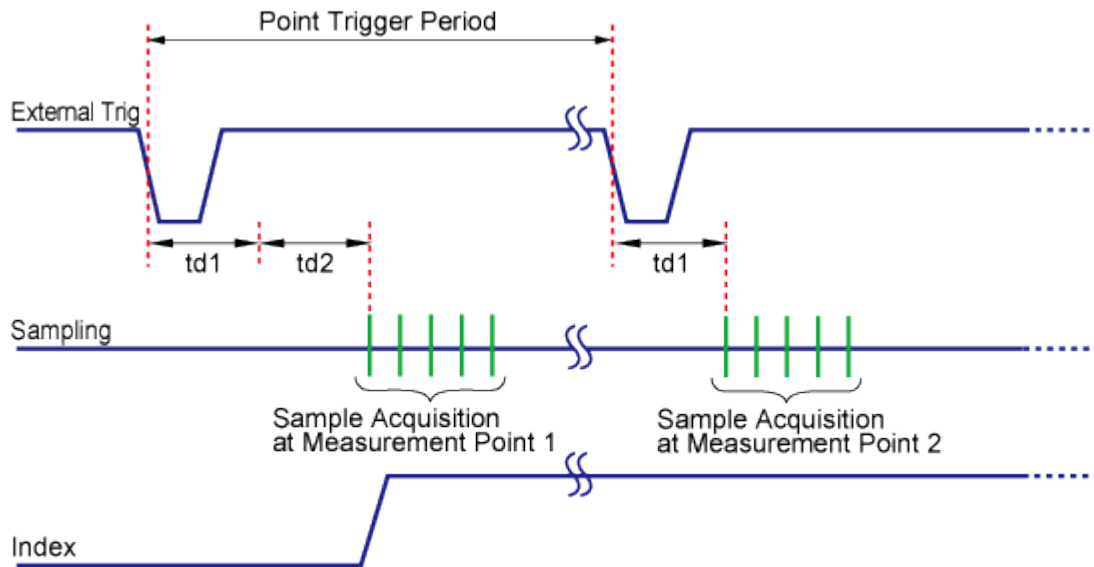 Point Trigger Period
External Trig
td1
td2
td1
Sampling
Sample Acquisition
at Measurement Point 1
Sample Acquisition
at Measurement Point 2
Index